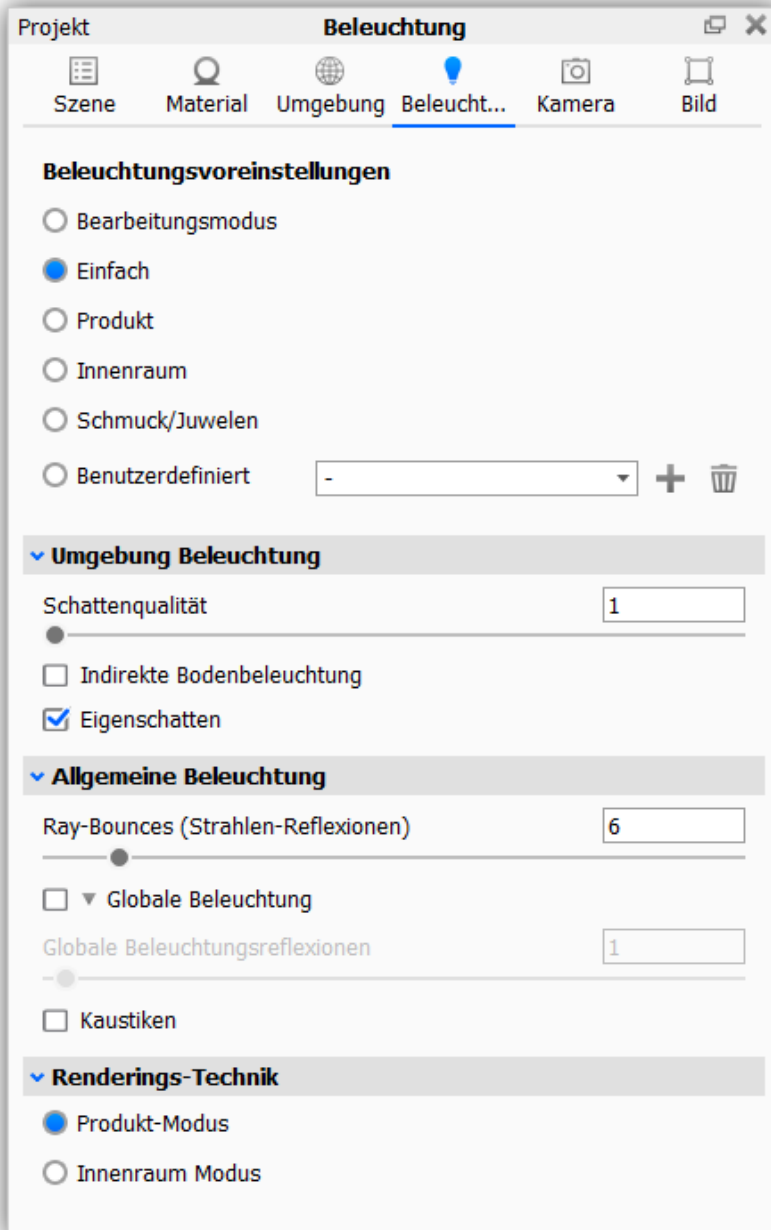 Projekt Beleuchtung
Szene Material Umgebung Beleucht... Kamera Bild
Beleuchtungsvoreinstellungen
Bearbeitungsmodus
Einfach
Produkt
Innenraum
Schmuck/Juwelen
Benutzerdefiniert -
Umgebung Beleuchtung
Schattenqualität 1
Indirekte Bodenbeleuchtung
Eigenschatten
Allgemeine Beleuchtung
Ray-Bounces (Strahlen-Reflexionen) 6
Globale Beleuchtung
Globale Beleuchtungsreflexionen 1
Kaustiken
Renderings-Technik
Produkt-Modus
Innenraum Modus